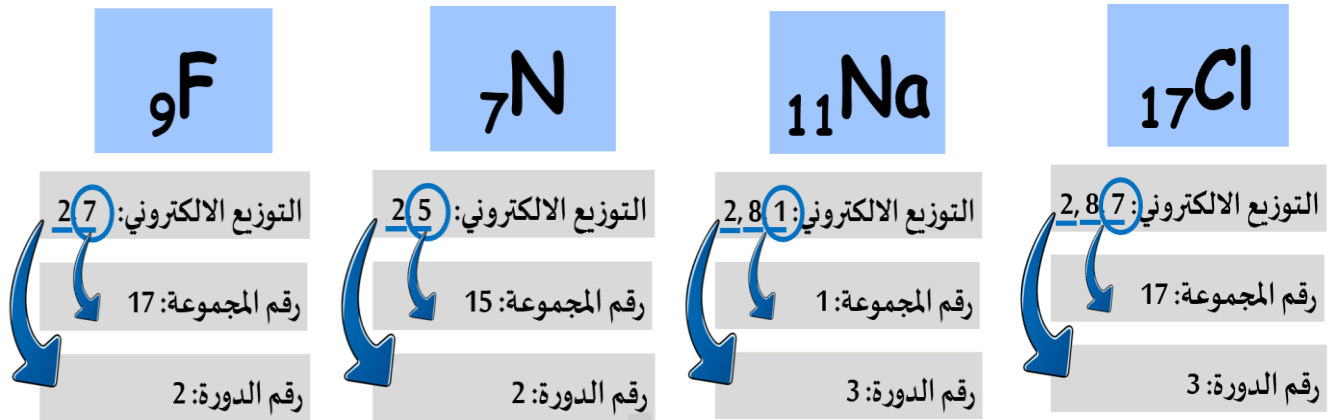 ₉F
التوزيع الالكتروني: 2,7
رقم المجموعة: 17
رقم الدورة: 2
₇N
التوزيع الالكتروني: 2,5
رقم المجموعة: 15
رقم الدورة: 2
₁₁Na
التوزيع الالكتروني: 2,8,1
رقم المجموعة: 1
رقم الدورة: 3
₁₇Cl
التوزيع الالكتروني: 2,8,7
رقم المجموعة: 17
رقم الدورة: 3